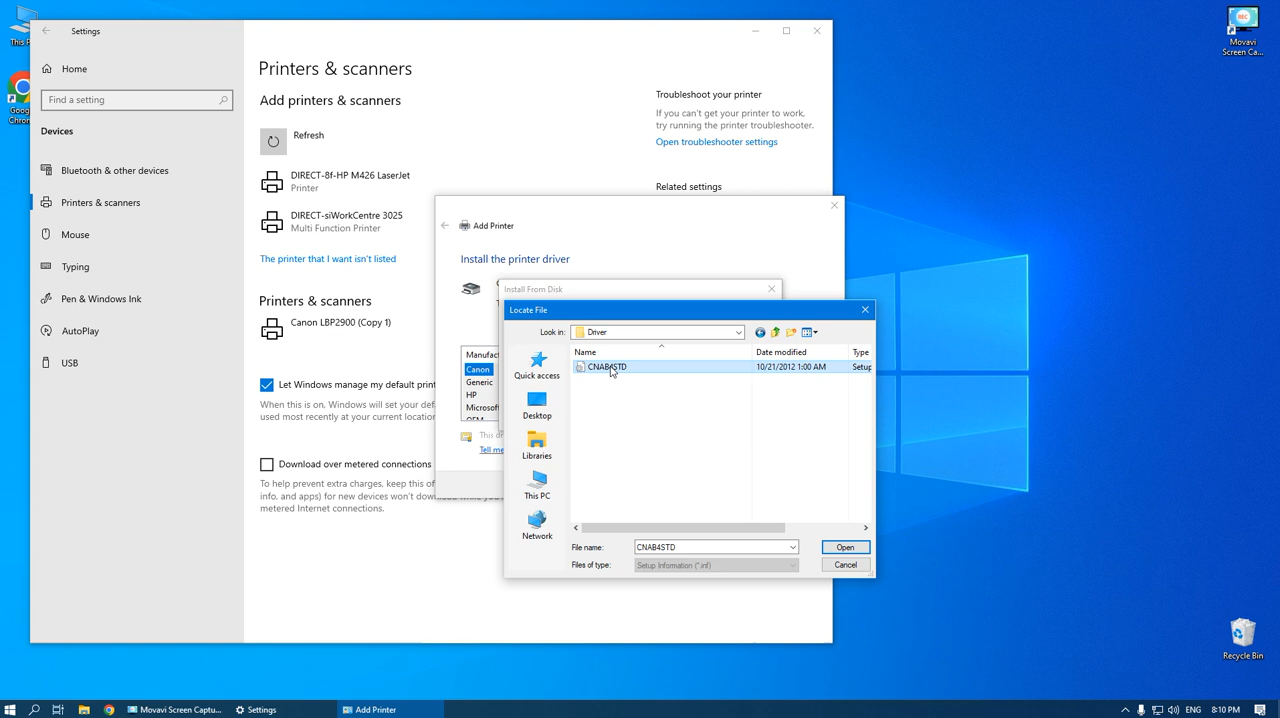 This P
Goog
Chro
Movavi
Screen Ca...
Recycle Bin
Settings
Home
Find a setting
Devices
Bluetooth & other devices
Printers & scanners
Mouse
Typing
Pen & Windows Ink
AutoPlay
USB
Printers & scanners
Add printers & scanners
Refresh
DIRECT-8f-HP M426 LaserJet
Printer
DIRECT-siWorkCentre 3025
Multi Function Printer
The printer that I want isn't listed
Printers & scanners
Canon LBP2900 (Copy 1)
Let Windows manage my default print
When this is on, Windows will set your def
used most recently at your current location
Download over metered connections
To help prevent extra charges, keep this of
info, and apps) for new devices won't down
metered Internet connections.
Troubleshoot your printer
If you can't get your printer to work,
try running the printer troubleshooter.
Open troubleshooter settings
Related settings
Add Printer
Install the printer driver
Manufact
Canon
Generic
HP
Microsof
This dr
Tell me
Install From Disk
Locate File
Look in: Driver
Name Date modified Type
CNAB4STD 10/21/2012 1:00 AM Setup
Quick access
Desktop
Libraries
This PC
Network
File name: CNAB4STD Open
Files of type: Setup Information (*.inf) Cancel
Movavi Screen Captu... Settings Add Printer ENG 8:10 PM